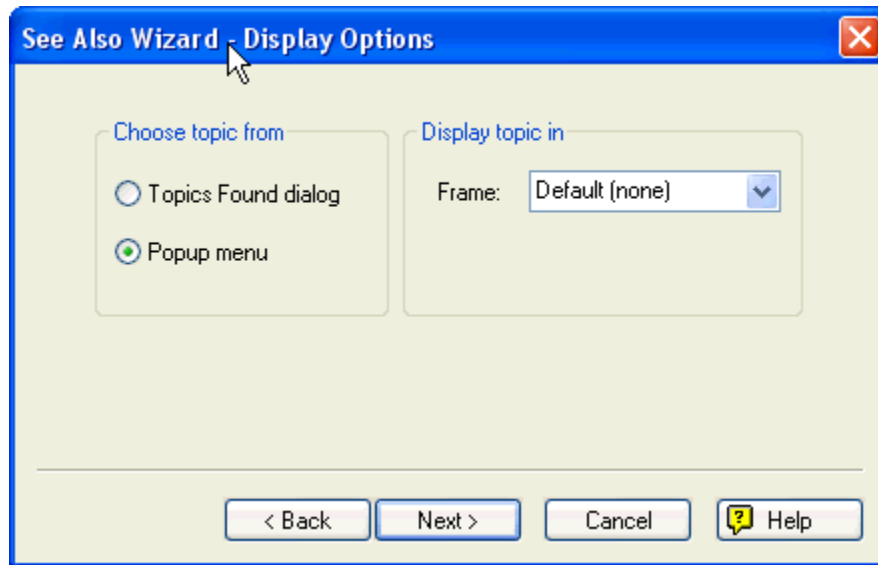 See Also Wizard - Display Options
Choose topic from
Topics Found dialog
Popup menu
Display topic in
Frame: Default (none)
< Back Next > Cancel Help